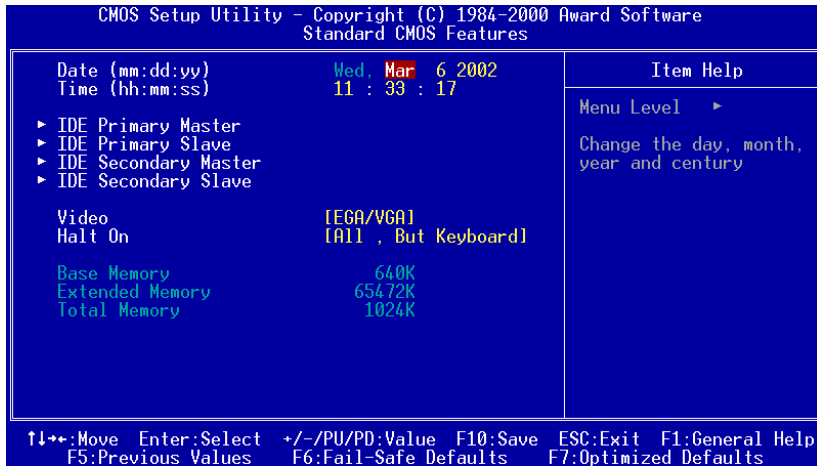 CMOS Setup Utility - Copyright (C) 1984-2000 Award Software
Standard CMOS Features
Date (mm:dd:yy) Wed, Mar 6 2002
Time (hh:mm:ss) 11 : 33 : 17
► IDE Primary Master
► IDE Primary Slave
► IDE Secondary Master
► IDE Secondary Slave
Video [EGA/VGA]
Halt On [All , But Keyboard]
Base Memory 640K
Extended Memory 65472K
Total Memory 1024K
Item Help
Menu Level ►
Change the day, month,
year and century
↑↓→←:Move Enter:Select +/-/PU/PD:Value F10:Save ESC:Exit F1:General Help
F5:Previous Values F6:Fail-Safe Defaults F7:Optimized Defaults